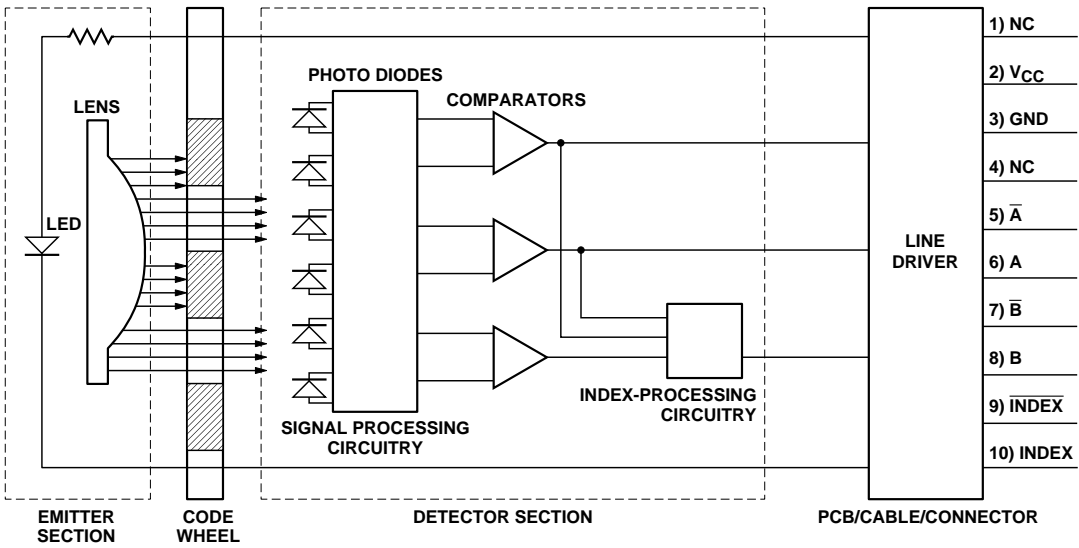 1) NC
PHOTO DIODES
2) VCC
LENS
COMPARATORS
3) GND
4) NC
LED
5) A̅
LINE
DRIVER
6) A
7) B̅
8) B
INDEX-PROCESSING
CIRCUITRY
9) I̅N̅D̅E̅X̅
SIGNAL PROCESSING
CIRCUITRY
10) INDEX
EMITTER
SECTION
CODE
WHEEL
DETECTOR SECTION
PCB/CABLE/CONNECTOR